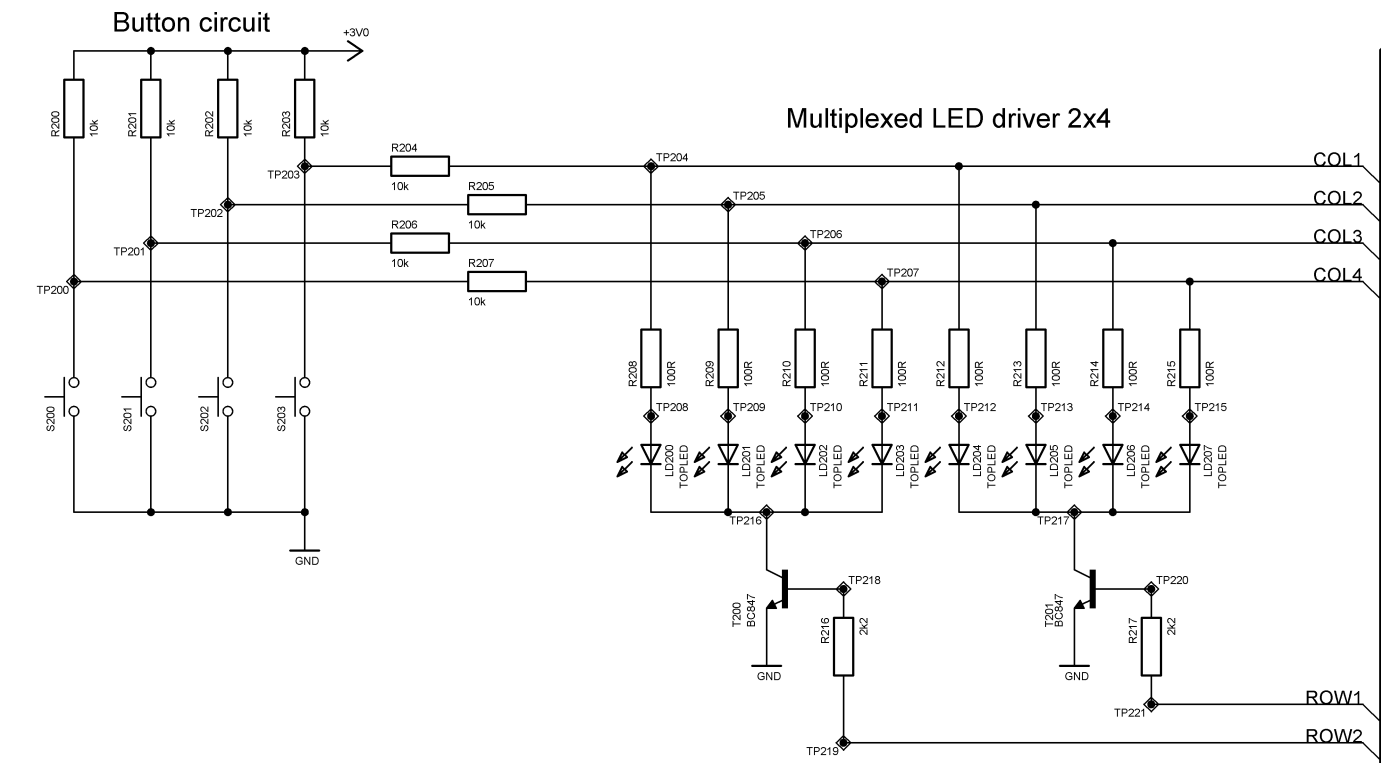 Button circuit
+3V0
R200
10k
R201
10k
R202
10k
R203
10k
Multiplexed LED driver 2x4
R204
10k
TP203
TP204
COL1
R205
10k
TP202
TP205
COL2
R206
10k
TP201
TP206
COL3
R207
10k
TP200
TP207
COL4
R208
100R
R209
100R
R210
100R
R211
100R
R212
100R
R213
100R
R214
100R
R215
100R
S200
S201
S202
S203
TP208
TP209
TP210
TP211
TP212
TP213
TP214
TP215
LD200
TOPLED
LD201
TOPLED
LD202
TOPLED
LD203
TOPLED
LD204
TOPLED
LD205
TOPLED
LD206
TOPLED
LD207
TOPLED
GND
TP216
TP217
T200
BC847
TP218
R216
2k2
GND
T201
BC847
TP220
R217
2k2
GND
TP221
ROW1
TP219
ROW2